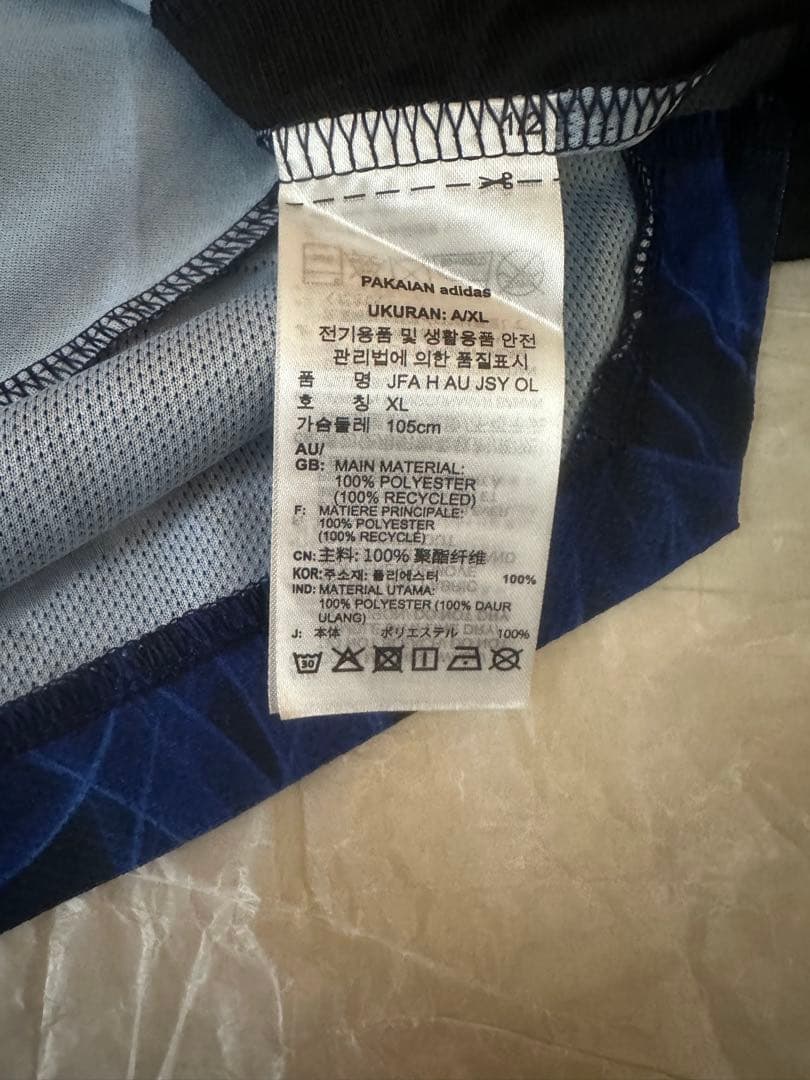 1/2
PAKAIAN adidas
UKURAN: A/XL
전기용품 및 생활용품 안전
관리법에 의한 품질표시
품 명 JFA H AU JSY OL
호 칭 XL
가슴둘레 105cm
AU/
GB: MAIN MATERIAL:
100% POLYESTER
(100% RECYCLED)
F: MATIERE PRINCIPALE:
100% POLYESTER
(100% RECYCLÉ)
CN: 主料: 100% 聚酯纤维
KOR: 주소재: 폴리에스터 100%
IND: MATERIAL UTAMA:
100% POLYESTER (100% DAUR
ULANG)
J: 本体 ポリエステル 100%
30